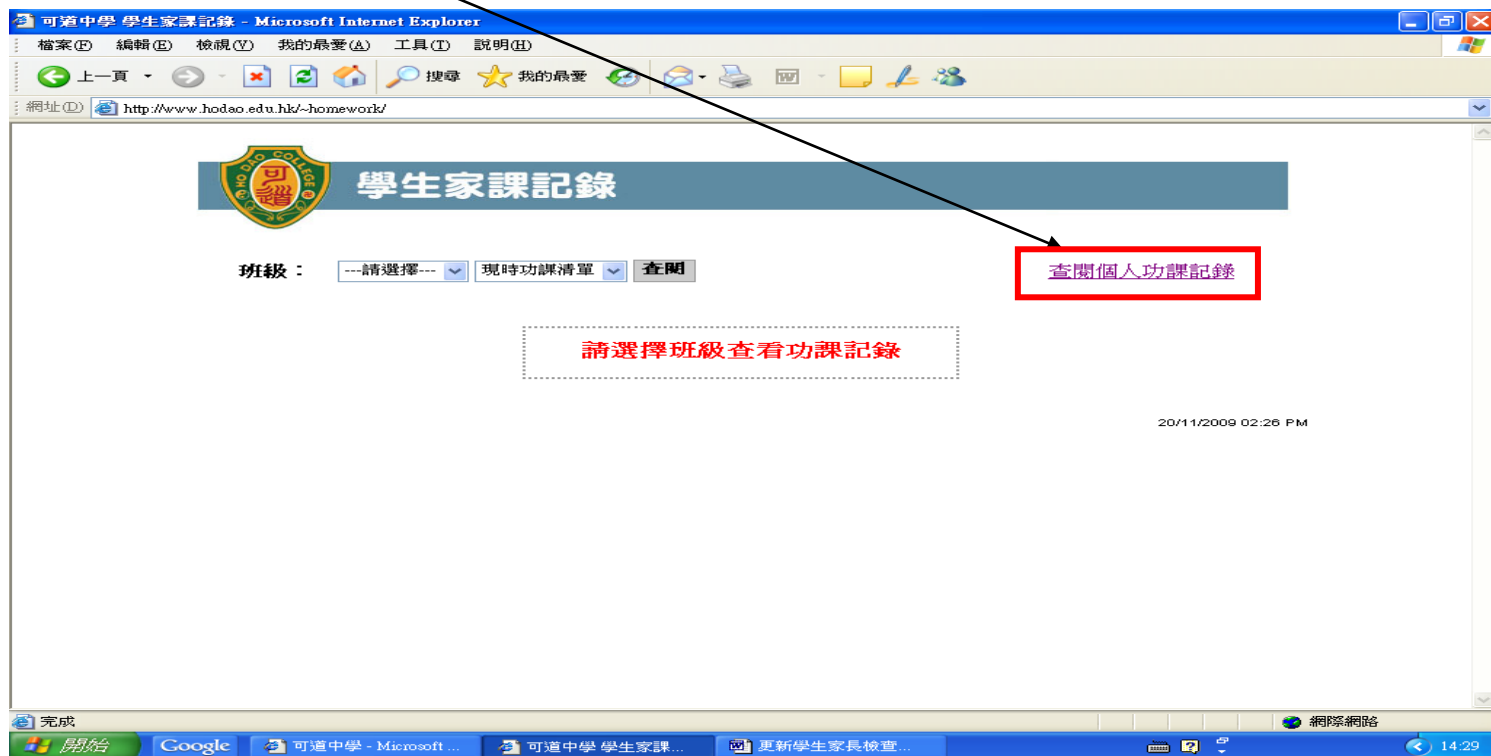 可道中學 學生家課記錄 - Microsoft Internet Explorer
檔案(F) 編輯(E) 檢視(V) 我的最愛(A) 工具(T) 說明(H)
上一頁 搜尋 我的最愛
網址(D) http://www.hodao.edu.hk/~homework/
HO DAO COLLEGE
可道
學生家課記錄
班級： ---請選擇--- 現時功課清單 查閱 查閱個人功課記錄
請選擇班級查看功課記錄
20/11/2009 02:26 PM
完成 網際網路
開始 Google 可道中學 - Microsoft ... 可道中學 學生家課... 更新學生家長檢查... 14:29